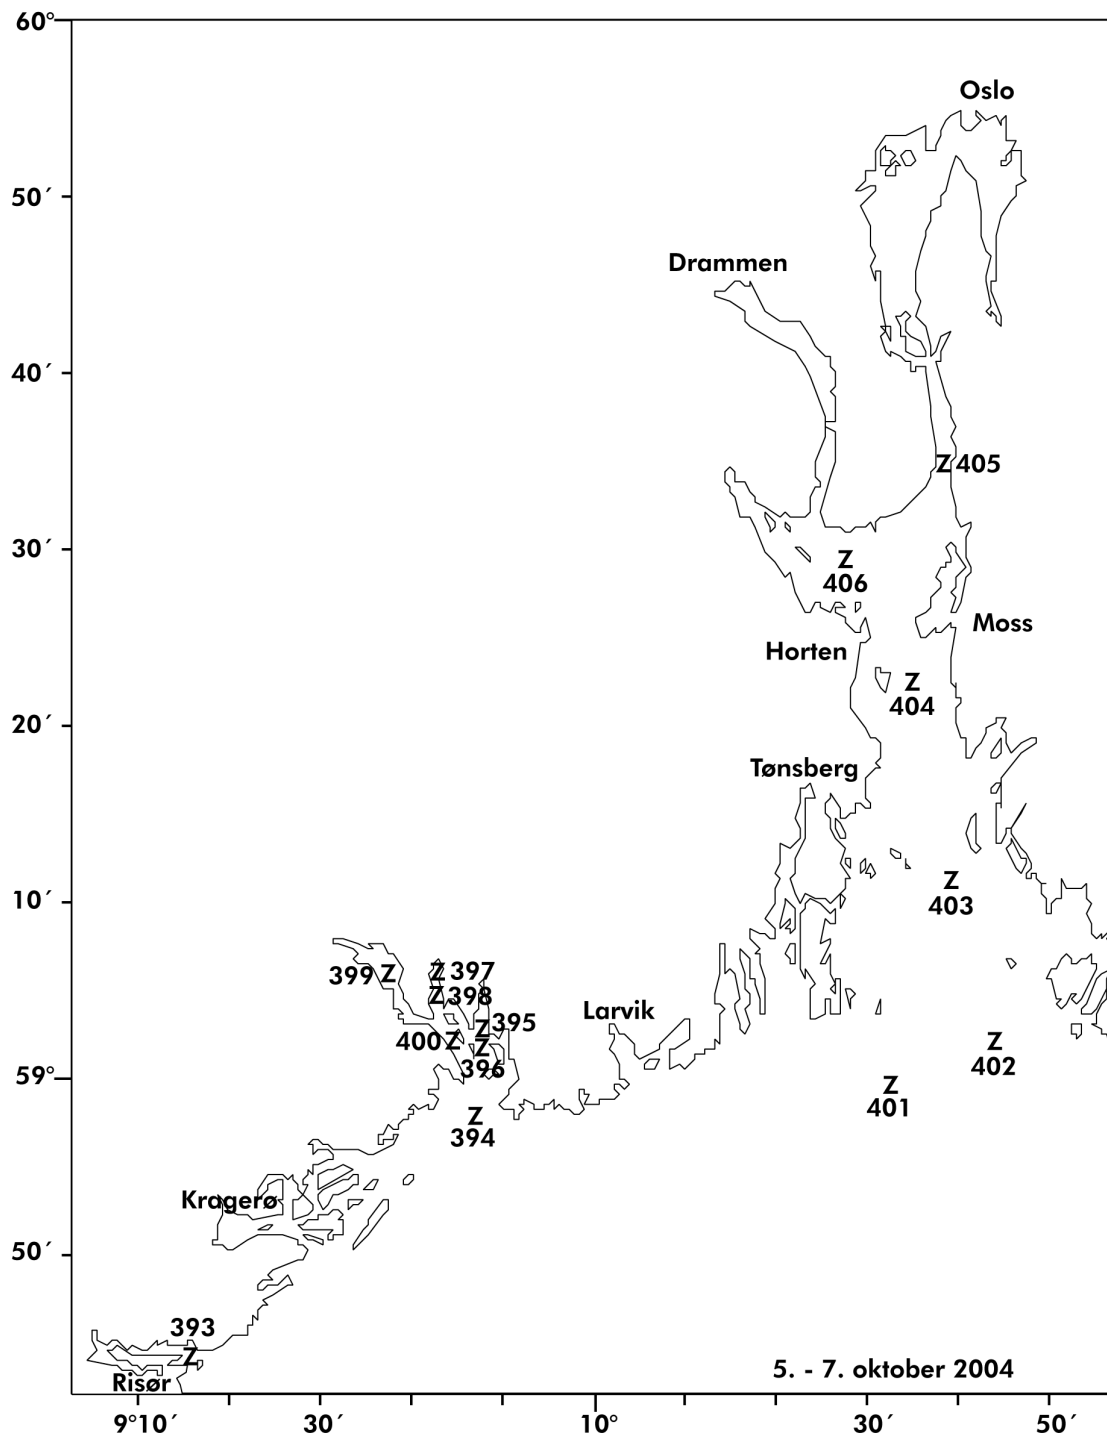 60°
Oslo
50´
Drammen
40´
Z 405
30´
Z
406
Moss
Horten
Z
404
20´
Tønsberg
Z
403
10´
399 Z
Z 397
Z 398
Larvik
Z 395
400 Z
Z
396
Z
402
59°
Z
401
Z
394
Kragerø
50´
393
Z
Risør
5. - 7. oktober 2004
9°10´
30´
10°
30´
50´